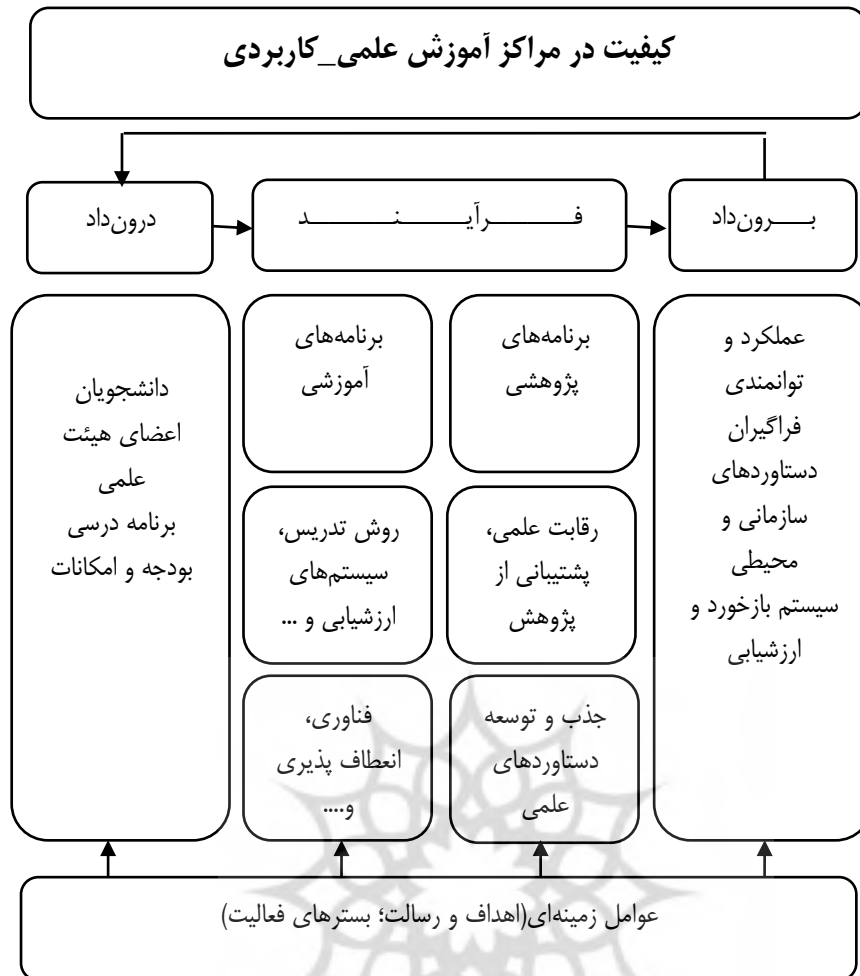 کیفیت در مراکز آموزش علمی_کاربردی
درون‌داد
فـــــرآیـــــنـــــد
بـــرون‌داد
دانشجویان
اعضای هیئت
علمی
برنامه درسی
بودجه و امکانات
برنامه‌های
آموزشی
برنامه‌های
پژوهشی
عملکرد و
توانمندی
فراگیران
دستاوردهای
سازمانی و
محیطی
سیستم بازخورد و
ارزشیابی
روش تدریس،
سیستم‌های
ارزشیابی و ...
رقابت علمی،
پشتیبانی از
پژوهش
فناوری،
انعطاف پذیری
و....
جذب و توسعه
دستاوردهای
علمی
عوامل زمینه‌ای(اهداف و رسالت؛ بسترهای فعالیت)